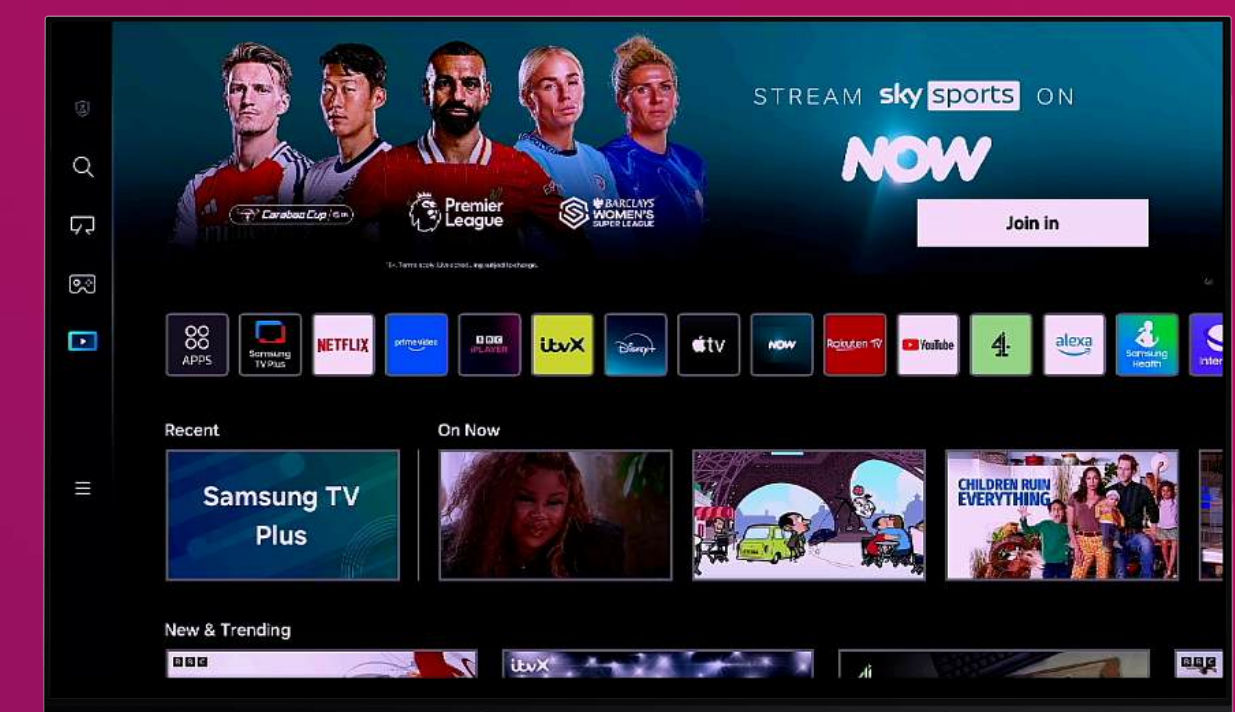 STREAM sky sports ON
NOW
Join in
Carabao Cup
Premier
League
BARCLAYS
WOMEN'S
SUPER LEAGUE
APPS
Samsung
TV Plus
NETFLIX
prime video
BBC
iPLAYER
itvX
Disney+
tv
NOW
Rakuten TV
YouTube
4
alexa
Samsung
Health
Inter
Recent
On Now
Samsung TV
Plus
CHILDREN RUIN
EVERYTHING
New & Trending
BBC
itvX
4
BBC